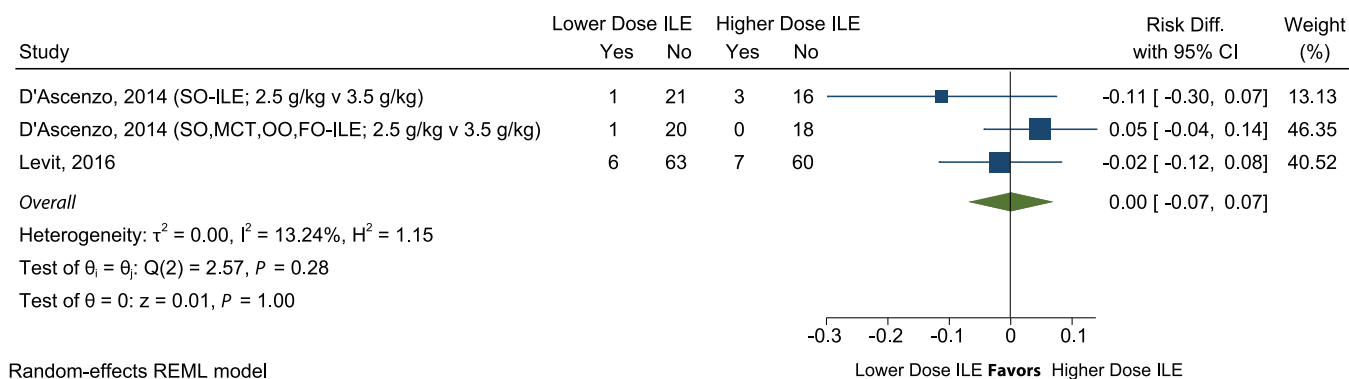 Lower Dose ILE Higher Dose ILE Risk Diff. Weight
Study Yes No Yes No with 95% CI (%)
D'Ascenzo, 2014 (SO-ILE; 2.5 g/kg v 3.5 g/kg) 1 21 3 16 -0.11 [ -0.30, 0.07] 13.13
D'Ascenzo, 2014 (SO,MCT,OO,FO-ILE; 2.5 g/kg v 3.5 g/kg) 1 20 0 18 0.05 [ -0.04, 0.14] 46.35
Levit, 2016 6 63 7 60 -0.02 [ -0.12, 0.08] 40.52
Overall 0.00 [ -0.07, 0.07]
Heterogeneity: τ² = 0.00, I² = 13.24%, H² = 1.15
Test of θᵢ = θⱼ: Q(2) = 2.57, P = 0.28
Test of θ = 0: z = 0.01, P = 1.00
-0.3 -0.2 -0.1 0 0.1
Random-effects REML model Lower Dose ILE Favors Higher Dose ILE